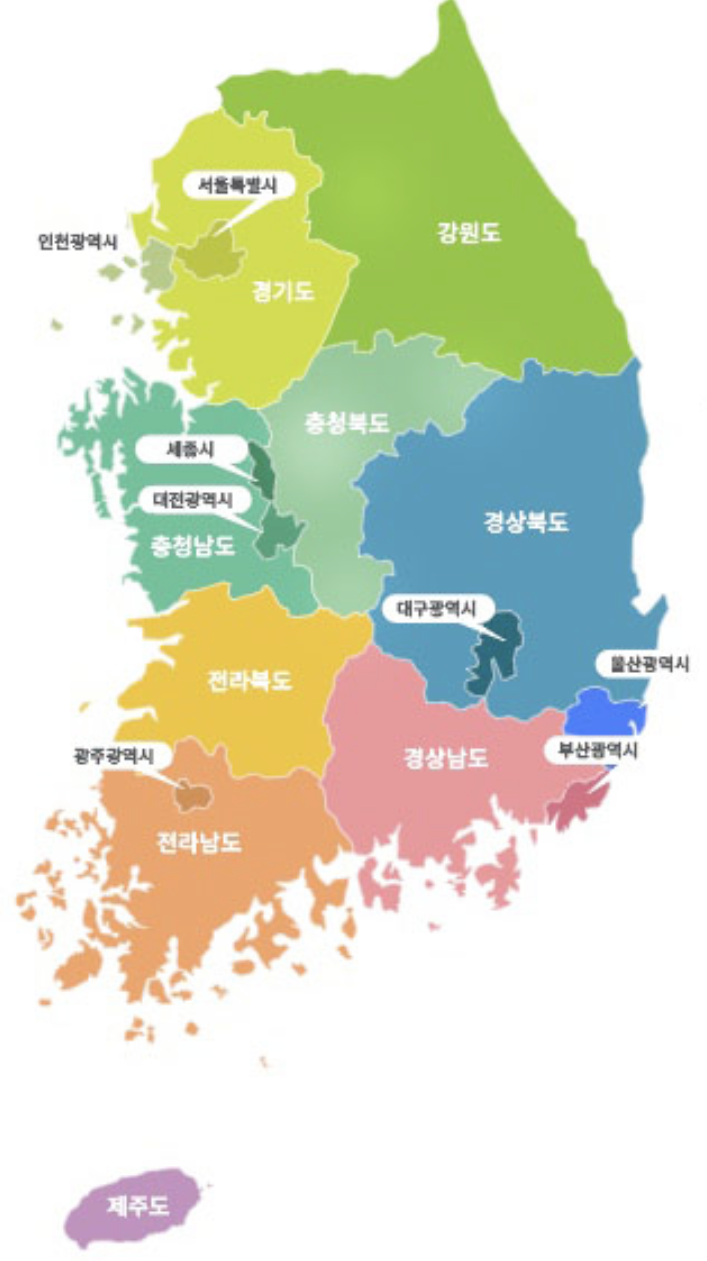 서울특별시
강원도
인천광역시
경기도
충청북도
세종시
대전광역시
경상북도
충청남도
대구광역시
울산광역시
전라북도
부산광역시
광주광역시
경상남도
전라남도
제주도